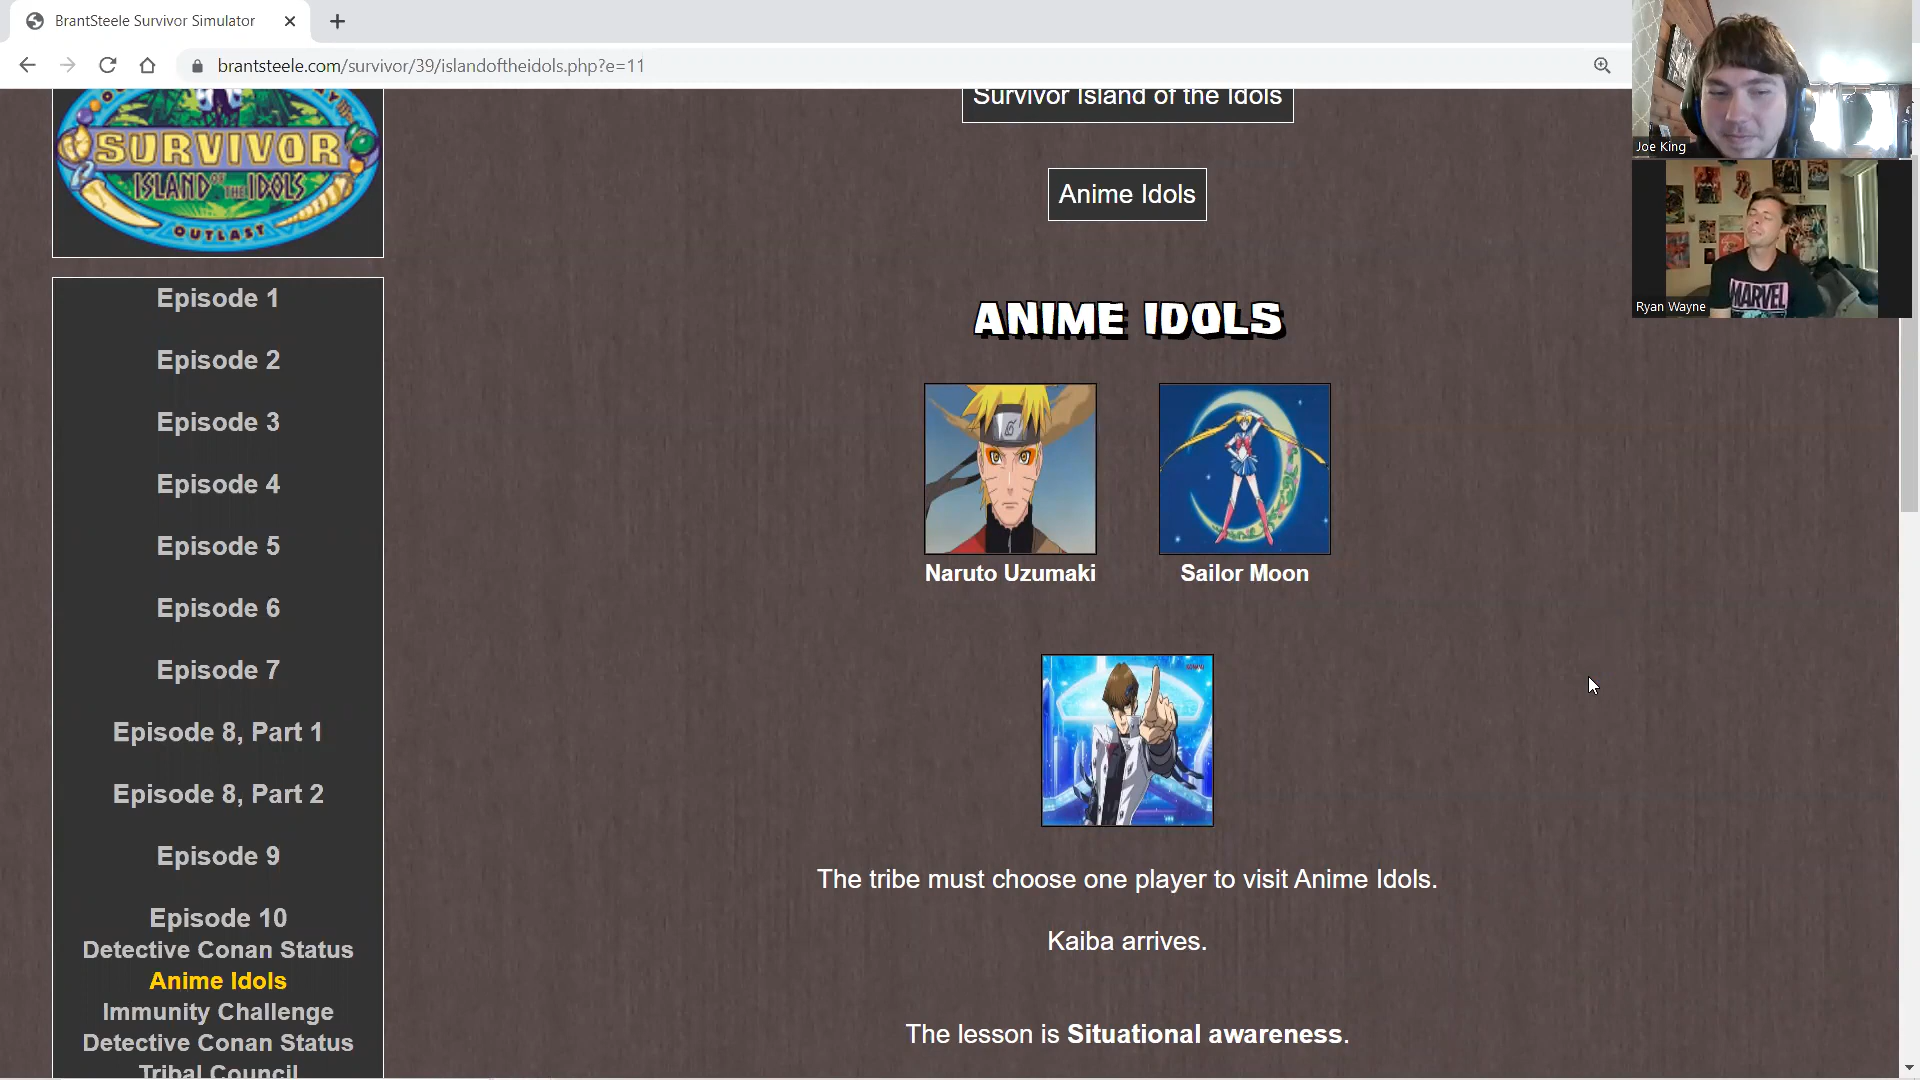 BrantSteele Survivor Simulator
brantsteele.com/survivor/39/islandoftheidols.php?e=11
SURVIVOR
ISLAND OF THE IDOLS
OUTLAST
Episode 1
Episode 2
Episode 3
Episode 4
Episode 5
Episode 6
Episode 7
Episode 8, Part 1
Episode 8, Part 2
Episode 9
Episode 10
Detective Conan Status
Anime Idols
Immunity Challenge
Detective Conan Status
Tribal Council
Survivor Island of the Idols
Anime Idols
ANIME IDOLS
Naruto Uzumaki
Sailor Moon
The tribe must choose one player to visit Anime Idols.
Kaiba arrives.
The lesson is Situational awareness.
Joe King
MARVEL
Ryan Wayne